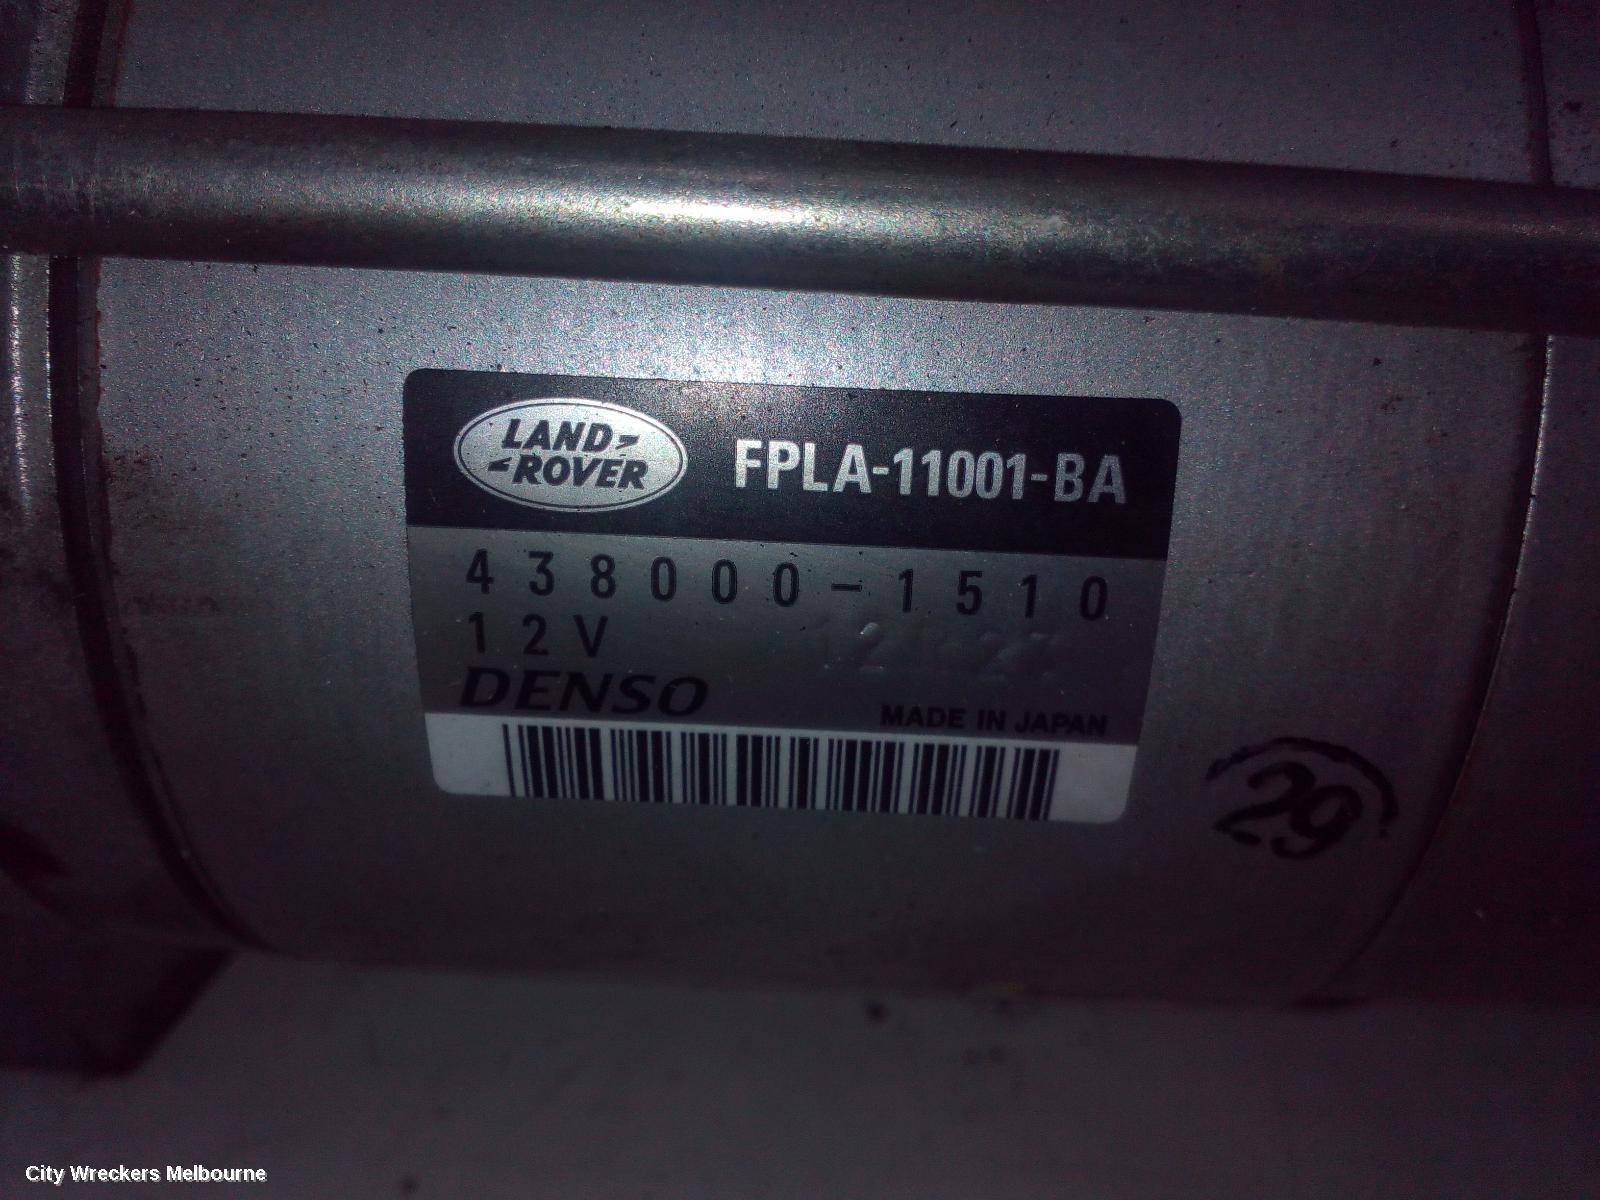 LAND
ROVER
FPLA-11001-BA
438000-1510
12V
DENSO
MADE IN JAPAN
29
City Wreckers Melbourne